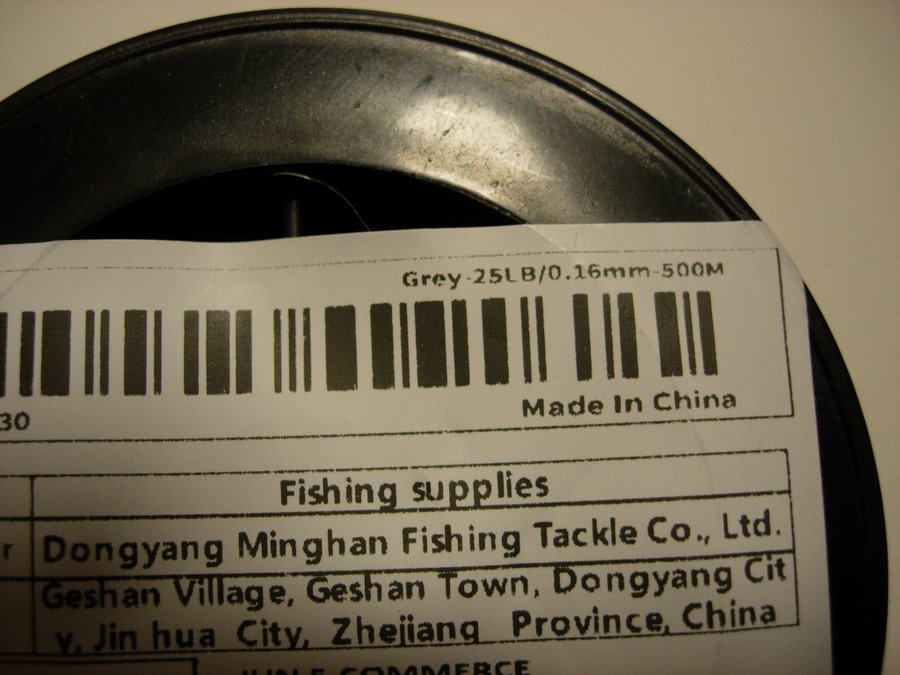 Grey-25LB/0.16mm-500M
30
Made In China
Fishing supplies
r Dongyang Minghan Fishing Tackle Co., Ltd.
Geshan Village, Geshan Town, Dongyang Cit
y, Jin hua City, Zhejiang Province, China
COMMERCE